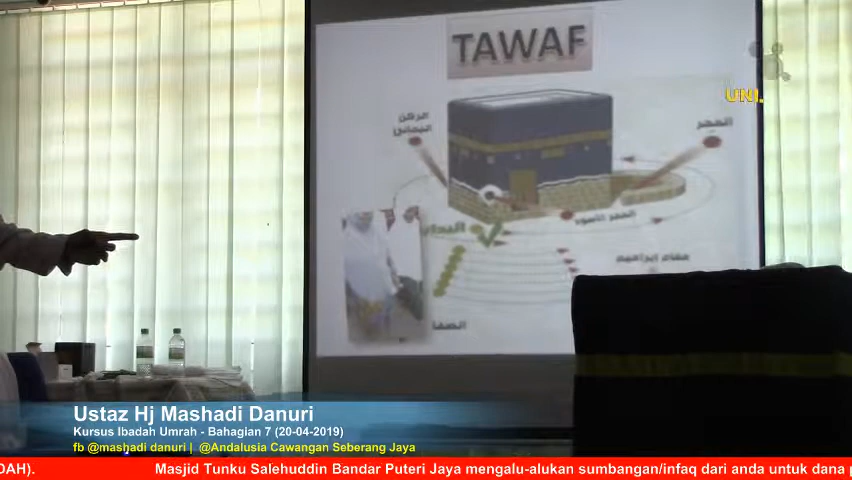 TAWAF
UNI.
الركن
اليماني
الحجر
الحجر الأسود
البداية
مقام إبراهيم
الصفا
Ustaz Hj Mashadi Danuri
Kursus Ibadah Umrah - Bahagian 7 (20-04-2019)
fb @mashadi danuri | @Andalusia Cawangan Seberang Jaya
DAH). Masjid Tunku Salehuddin Bandar Puteri Jaya mengalu-alukan sumbangan/infaq dari anda untuk dana p